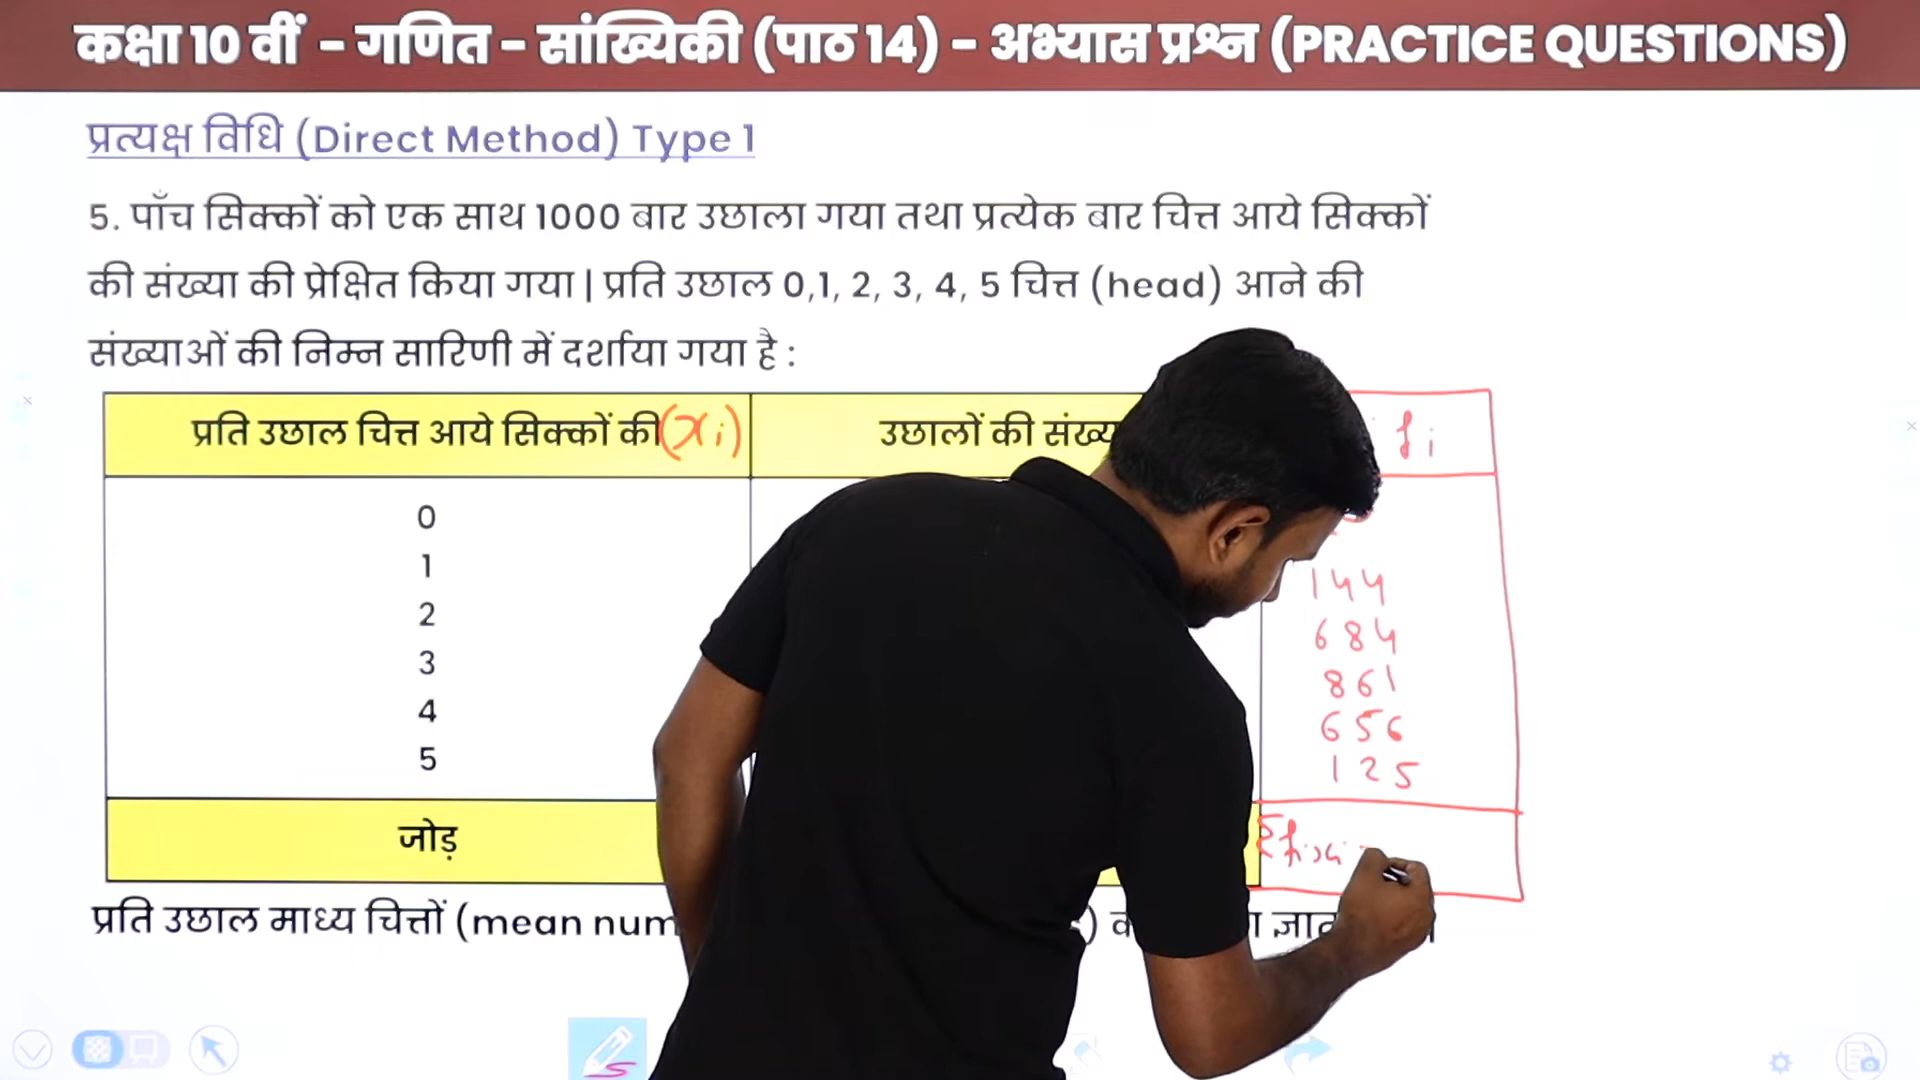 कक्षा 10 वीं - गणित - सांख्यिकी (पाठ 14) - अभ्यास प्रश्न (PRACTICE QUESTIONS)
प्रत्यक्ष विधि (Direct Method) Type 1
5. पाँच सिक्कों को एक साथ 1000 बार उछाला गया तथा प्रत्येक बार चित्त आये सिक्कों
की संख्या की प्रेक्षित किया गया | प्रति उछाल 0,1, 2, 3, 4, 5 चित्त (head) आने की
संख्याओं की निम्न सारिणी में दर्शाया गया है :
प्रति उछाल चित्त आये सिक्कों की (xi) उछालों की fi
0
1 144
2 684
3 861
4 656
5 125
जोड़ Σfixi
प्रति उछाल माध्य चित्तों (mean